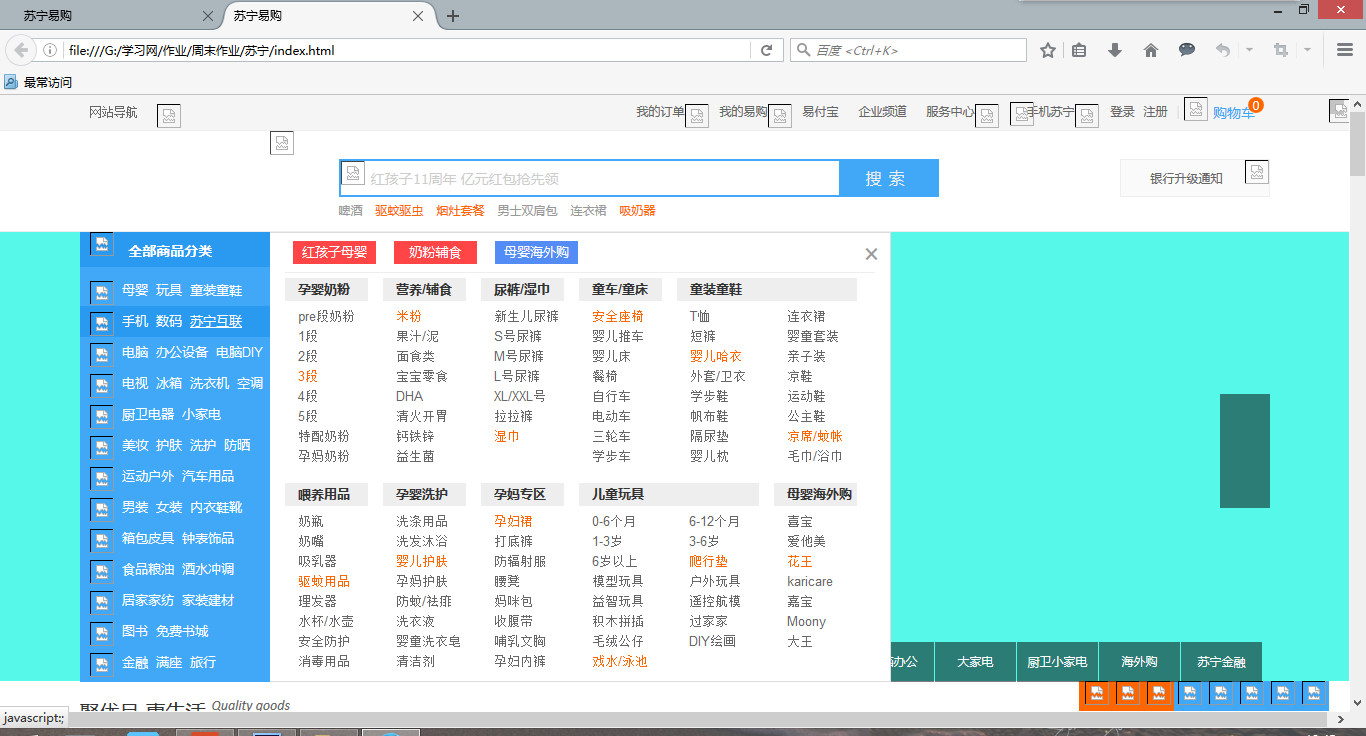 苏宁易购
苏宁易购
file:///G:/学习网/作业/周末作业/苏宁/index.html
百度 <Ctrl+K>
最常访问
网站导航
我的订单 我的易购 易付宝 企业频道 服务中心 手机苏宁 登录 注册 购物车 0
红孩子11周年 亿元红包抢先领
搜 索
银行升级通知
啤酒 驱蚊驱虫 烟灶套餐 男士双肩包 连衣裙 吸奶器
全部商品分类
母婴 玩具 童装童鞋
手机 数码 苏宁互联
电脑 办公设备 电脑DIY
电视 冰箱 洗衣机 空调
厨卫电器 小家电
美妆 护肤 洗护 防晒
运动户外 汽车用品
男装 女装 内衣鞋靴
箱包皮具 钟表饰品
食品粮油 酒水冲调
居家家纺 家装建材
图书 免费书城
金融 满座 旅行
红孩子母婴 奶粉辅食 母婴海外购
孕婴奶粉 营养/辅食 尿裤/湿巾 童车/童床 童装童鞋
pre段奶粉 米粉 新生儿尿裤 安全座椅 T恤 连衣裙
1段 果汁/泥 S号尿裤 婴儿推车 短裤 婴童套装
2段 面食类 M号尿裤 婴儿床 婴儿哈衣 亲子装
3段 宝宝零食 L号尿裤 餐椅 外套/卫衣 凉鞋
4段 DHA XL/XXL号 自行车 学步鞋 运动鞋
5段 清火开胃 拉拉裤 电动车 帆布鞋 公主鞋
特配奶粉 钙铁锌 湿巾 三轮车 隔尿垫 凉席/蚊帐
孕妈奶粉 益生菌 学步车 婴儿枕 毛巾/浴巾
喂养用品 孕婴洗护 孕妈专区 儿童玩具 母婴海外购
奶瓶 洗涤用品 孕妇裙 0-6个月 6-12个月 喜宝
奶嘴 洗发沐浴 打底裤 1-3岁 3-6岁 爱他美
吸乳器 婴儿护肤 防辐射服 6岁以上 爬行垫 花王
驱蚊用品 孕妈护肤 腰凳 模型玩具 户外玩具 karicare
理发器 防蚊/祛痱 妈咪包 益智玩具 遥控航模 嘉宝
水杯/水壶 洗衣液 收腹带 积木拼插 过家家 Moony
安全防护 婴童洗衣皂 哺乳文胸 毛绒公仔 DIY绘画 大王
消毒用品 清洁剂 孕妇内裤 戏水/泳池
办公 大家电 厨卫小家电 海外购 苏宁金融
聚优品 惠生活 Quality goods
javascript:;